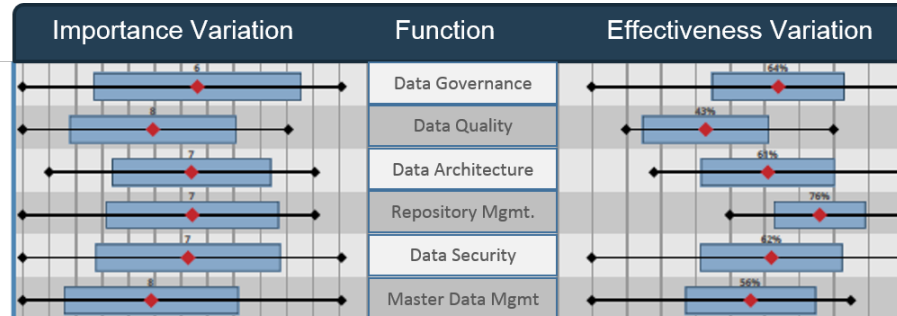 Importance Variation Function Effectiveness Variation
6 Data Governance 64%
8 Data Quality 43%
7 Data Architecture 61%
7 Repository Mgmt. 76%
7 Data Security 62%
8 Master Data Mgmt 56%